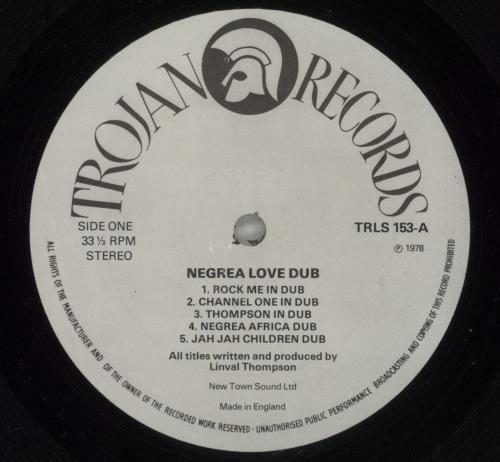 TROJAN RECORDS
SIDE ONE
33 ⅓ RPM
STEREO
TRLS 153-A
℗ 1978
NEGREA LOVE DUB
1. ROCK ME IN DUB
2. CHANNEL ONE IN DUB
3. THOMPSON IN DUB
4. NEGREA AFRICA DUB
5. JAH JAH CHILDREN DUB
All titles written and produced by
Linval Thompson
New Town Sound Ltd
Made in England
ALL RIGHTS OF THE MANUFACTURER AND OF THE OWNER OF THE RECORDED WORK RESERVED · UNAUTHORISED PUBLIC PERFORMANCE BROADCASTING AND COPYING OF THIS RECORD PROHIBITED